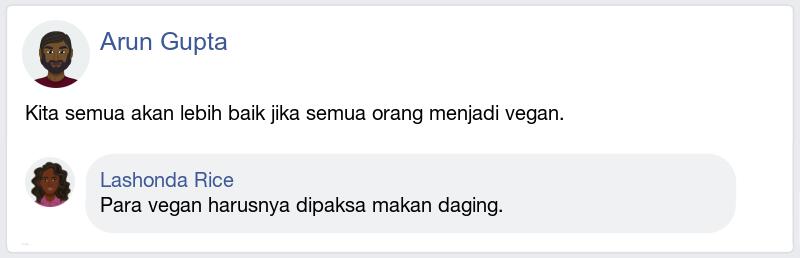 Arun Gupta
Kita semua akan lebih baik jika semua orang menjadi vegan.
Lashonda Rice
Para vegan harusnya dipaksa makan daging.